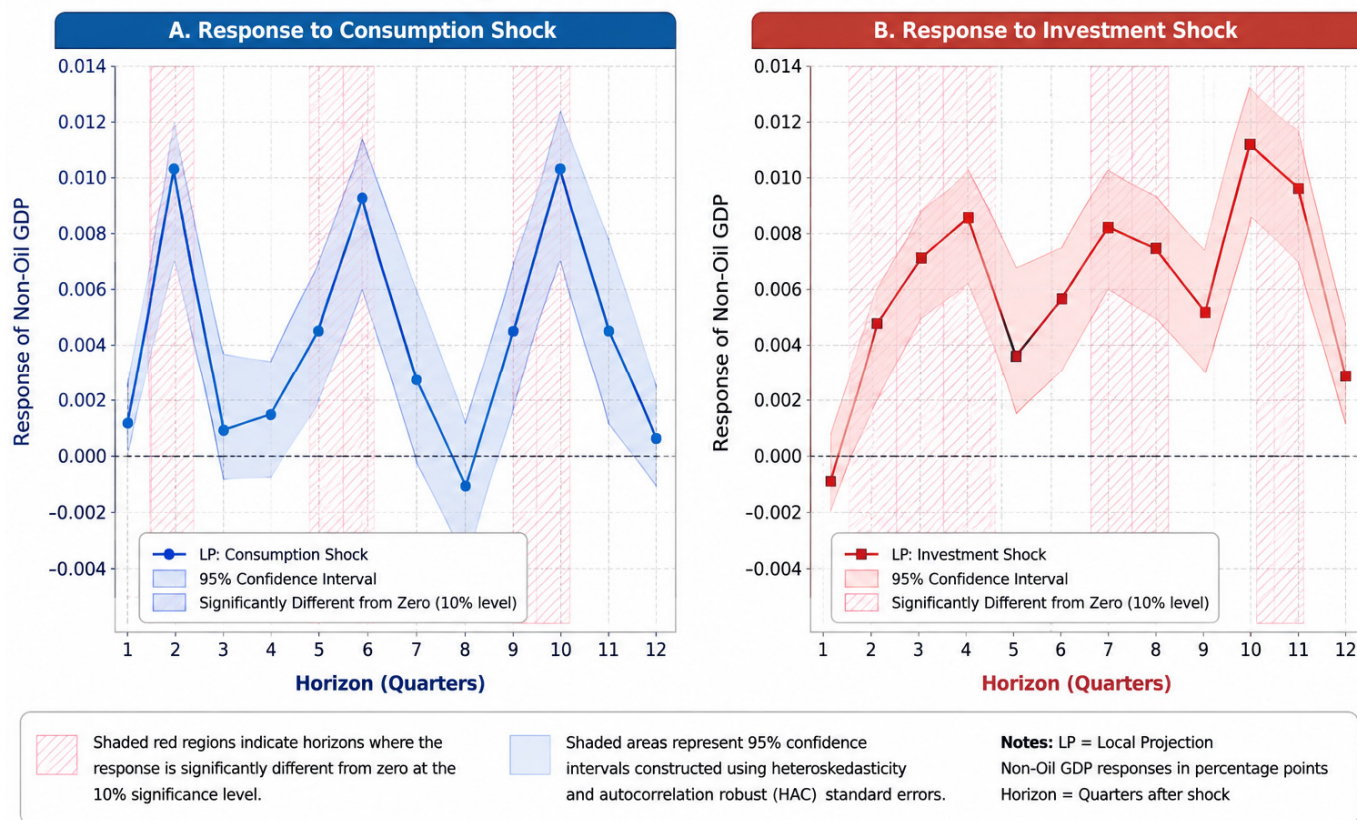 A. Response to Consumption Shock
Response of Non-Oil GDP
0.014
0.012
0.010
0.008
0.006
0.004
0.002
0.000
-0.002
-0.004
LP: Consumption Shock
95% Confidence Interval
Significantly Different from Zero (10% level)
1 2 3 4 5 6 7 8 9 10 11 12
Horizon (Quarters)
B. Response to Investment Shock
Response of Non-Oil GDP
0.014
0.012
0.010
0.008
0.006
0.004
0.002
0.000
-0.002
-0.004
LP: Investment Shock
95% Confidence Interval
Significantly Different from Zero (10% level)
1 2 3 4 5 6 7 8 9 10 11 12
Horizon (Quarters)
Shaded red regions indicate horizons where the
response is significantly different from zero at the
10% significance level.
Shaded areas represent 95% confidence
intervals constructed using heteroskedasticity
and autocorrelation robust (HAC) standard errors.
Notes: LP = Local Projection
Non-Oil GDP responses in percentage points
Horizon = Quarters after shock